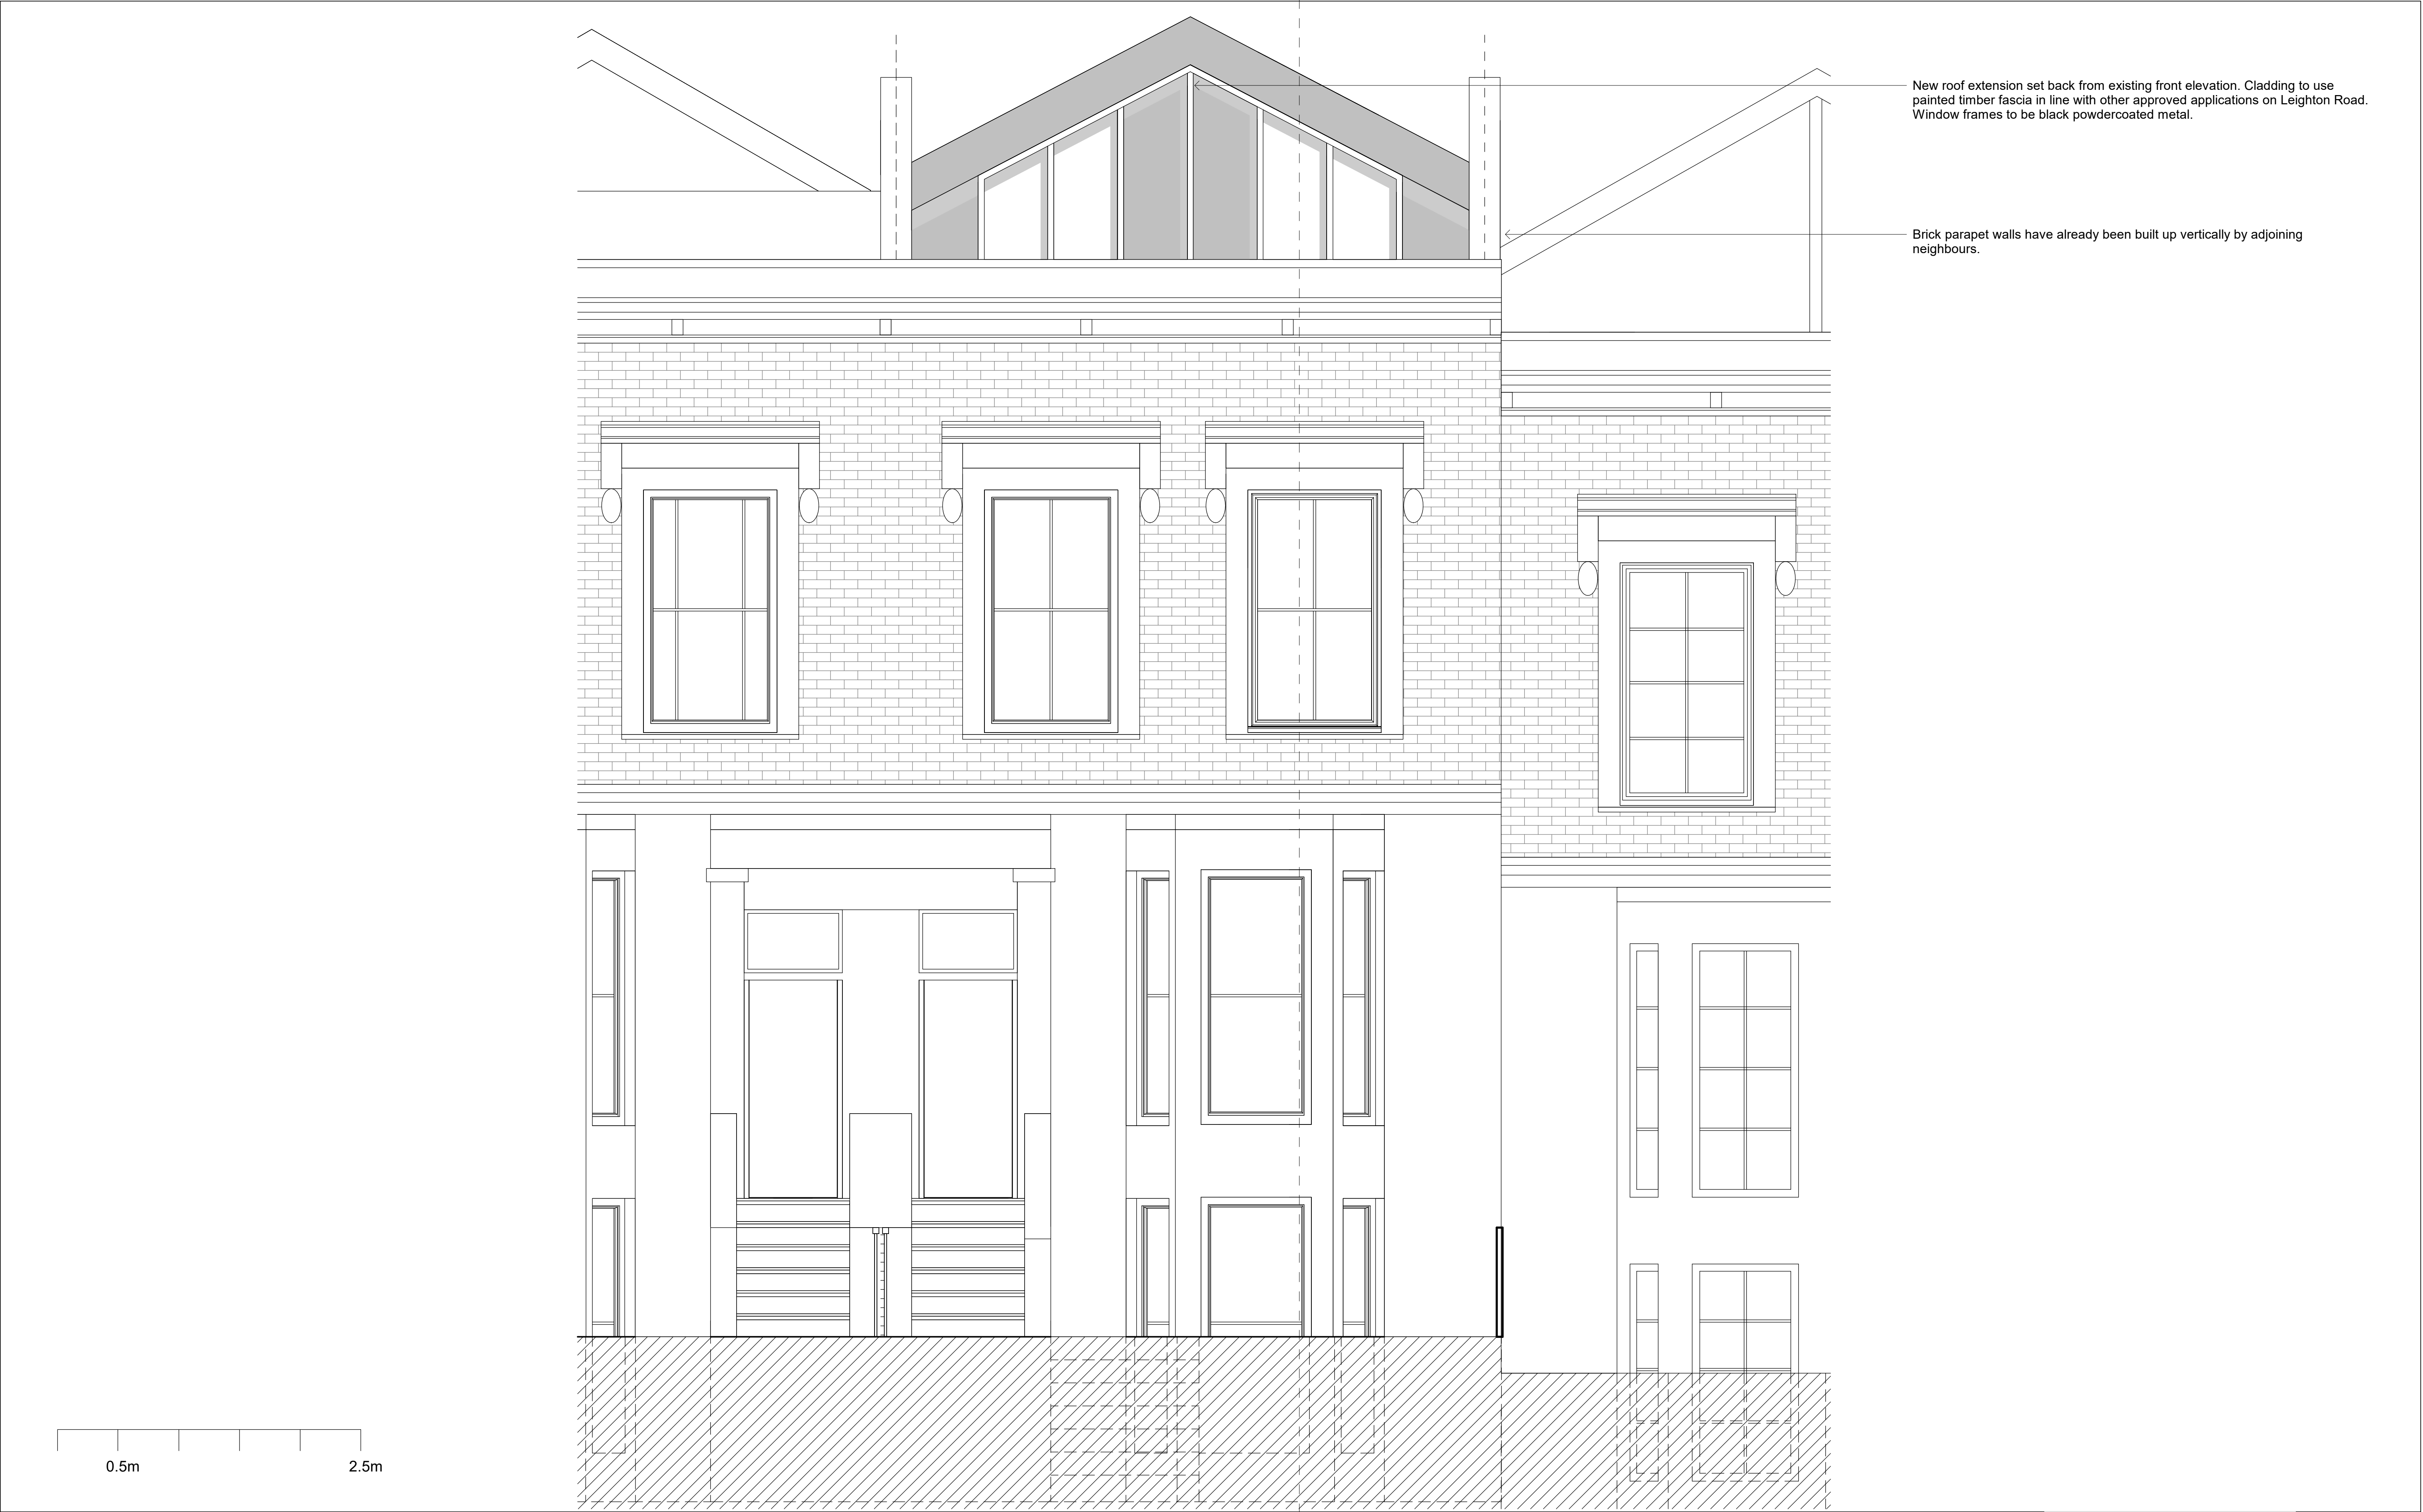 New roof extension set back from existing front elevation. Cladding to use
painted timber fascia in line with other approved applications on Leighton Road.
Window frames to be black powdercoated metal.
Brick parapet walls have already been built up vertically by adjoining
neighbours.
0.5m 2.5m